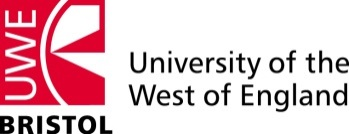 UWE
BRISTOL
University of the
West of England